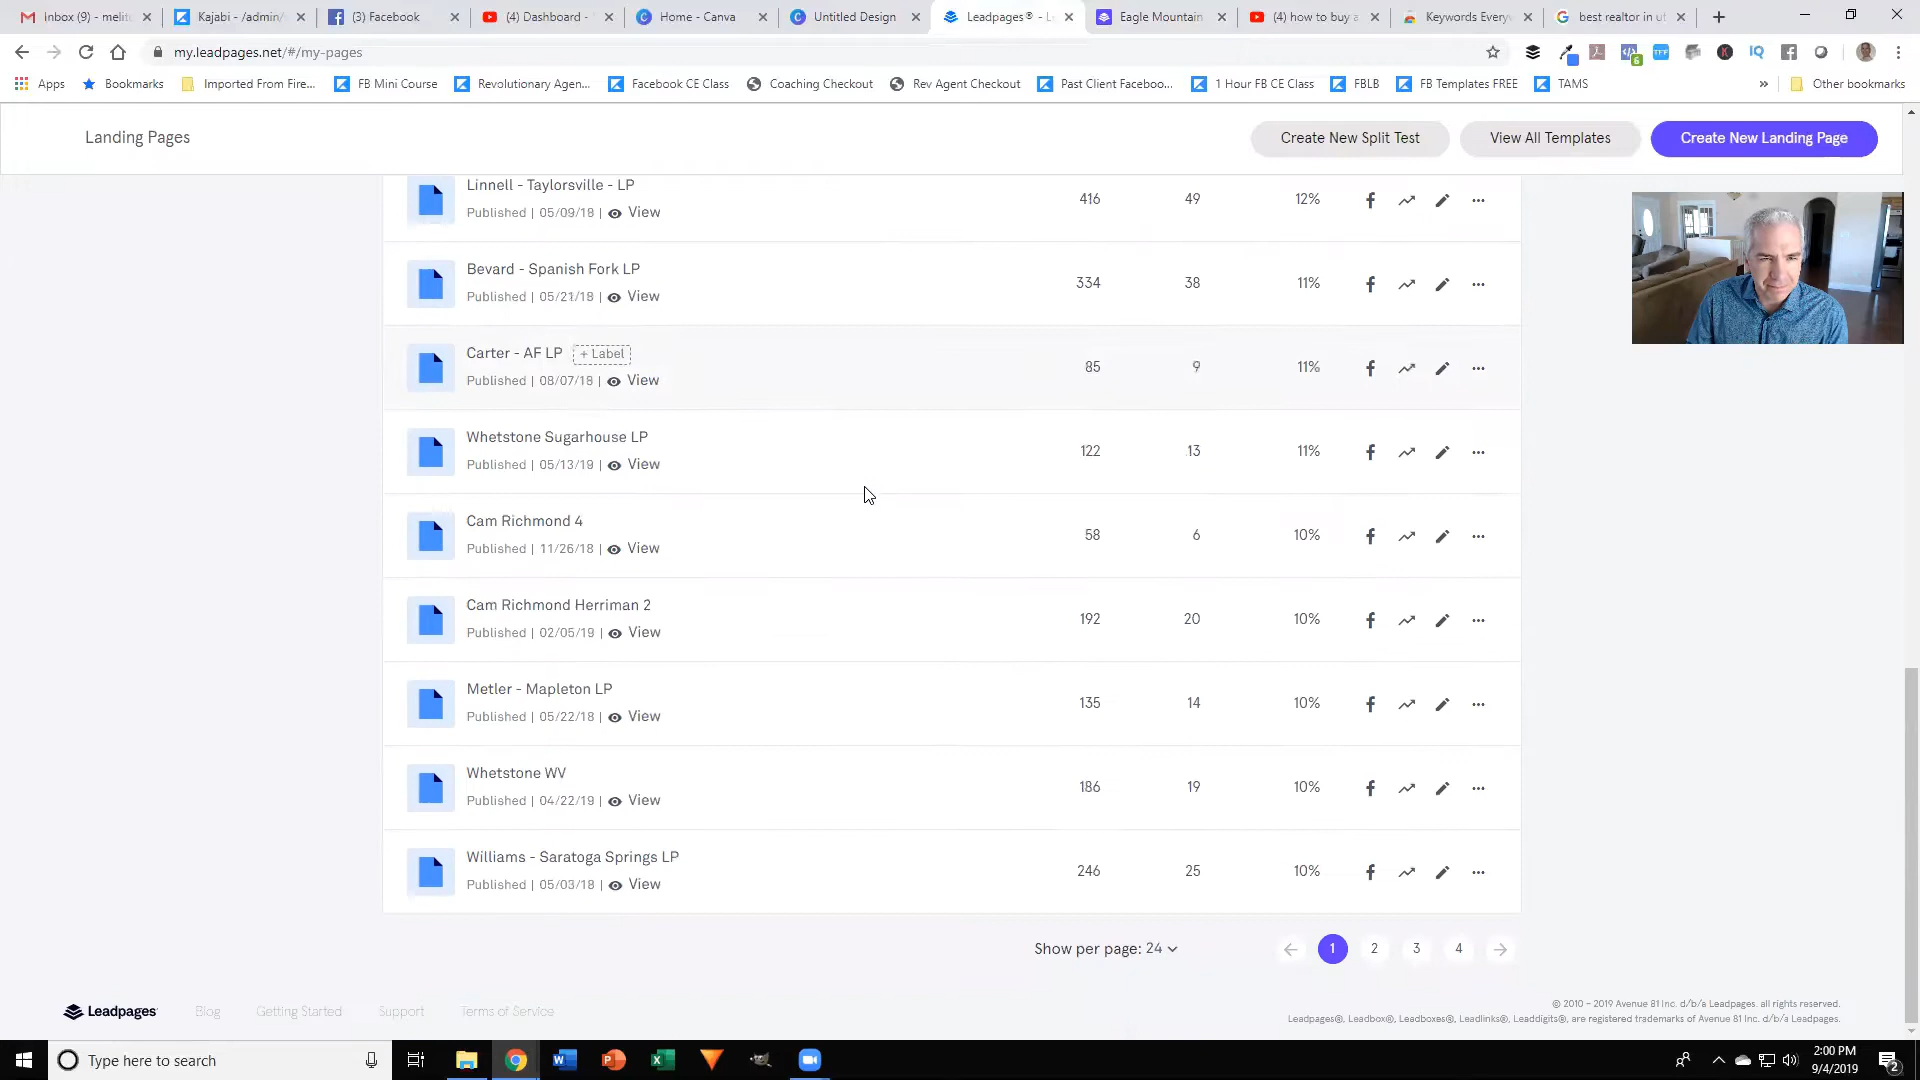 Inbox (9) - melit
Kajabi - /admin/
(3) Facebook
(4) Dashboard -
Home - Canva
Untitled Design
Leadpages® - L
Eagle Mountain
(4) how to buy a
Keywords Every
best realtor in ut
my.leadpages.net/#/my-pages
Apps
Bookmarks
Imported From Fire...
FB Mini Course
Revolutionary Agen...
Facebook CE Class
Coaching Checkout
Rev Agent Checkout
Past Client Faceboo...
1 Hour FB CE Class
FBLB
FB Templates FREE
TAMS
»
Other bookmarks
Landing Pages
Create New Split Test
View All Templates
Create New Landing Page
Linnell - Taylorsville - LP
Published | 05/09/18 | View
416 49 12%
Bevard - Spanish Fork LP
Published | 05/21/18 | View
334 38 11%
Carter - AF LP + Label
Published | 08/07/18 | View
85 9 11%
Whetstone Sugarhouse LP
Published | 05/13/19 | View
122 13 11%
Cam Richmond 4
Published | 11/26/18 | View
58 6 10%
Cam Richmond Herriman 2
Published | 02/05/19 | View
192 20 10%
Metler - Mapleton LP
Published | 05/22/18 | View
135 14 10%
Whetstone WV
Published | 04/22/19 | View
186 19 10%
Williams - Saratoga Springs LP
Published | 05/03/18 | View
246 25 10%
Show per page: 24
1 2 3 4
Leadpages
Blog
Getting Started
Support
Terms of Service
© 2010 - 2019 Avenue 81 Inc. d/b/a Leadpages. all rights reserved.
Leadpages®, Leadbox®, Leadboxes®, Leadlinks®, Leaddigits®, are registered trademarks of Avenue 81 Inc. d/b/a Leadpages.
Type here to search
2:00 PM
9/4/2019
2